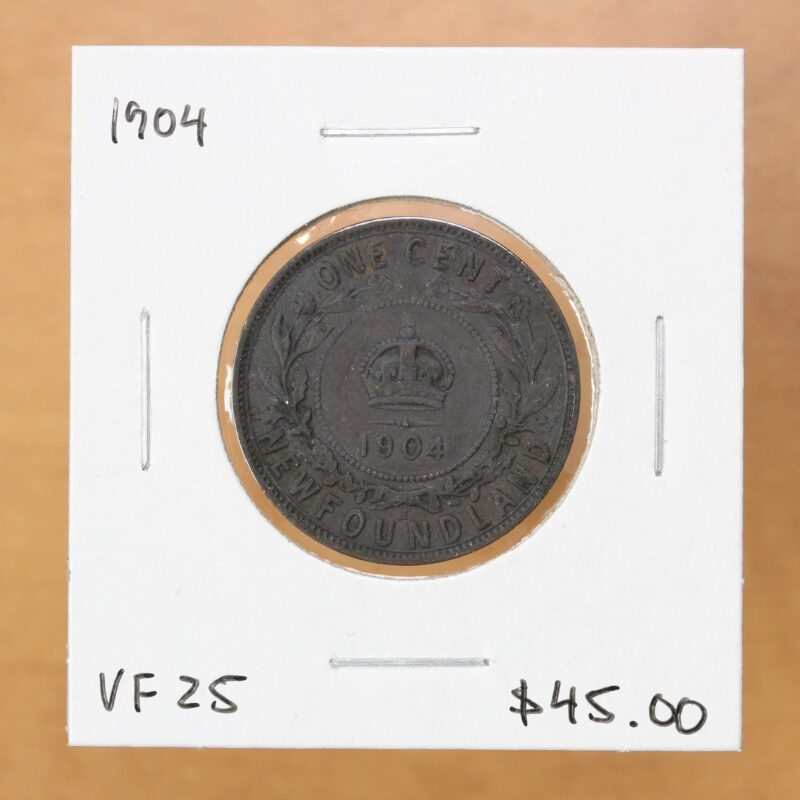 1904
ONE CENT
1904
NEWFOUNDLAND
VF 25
$45.00